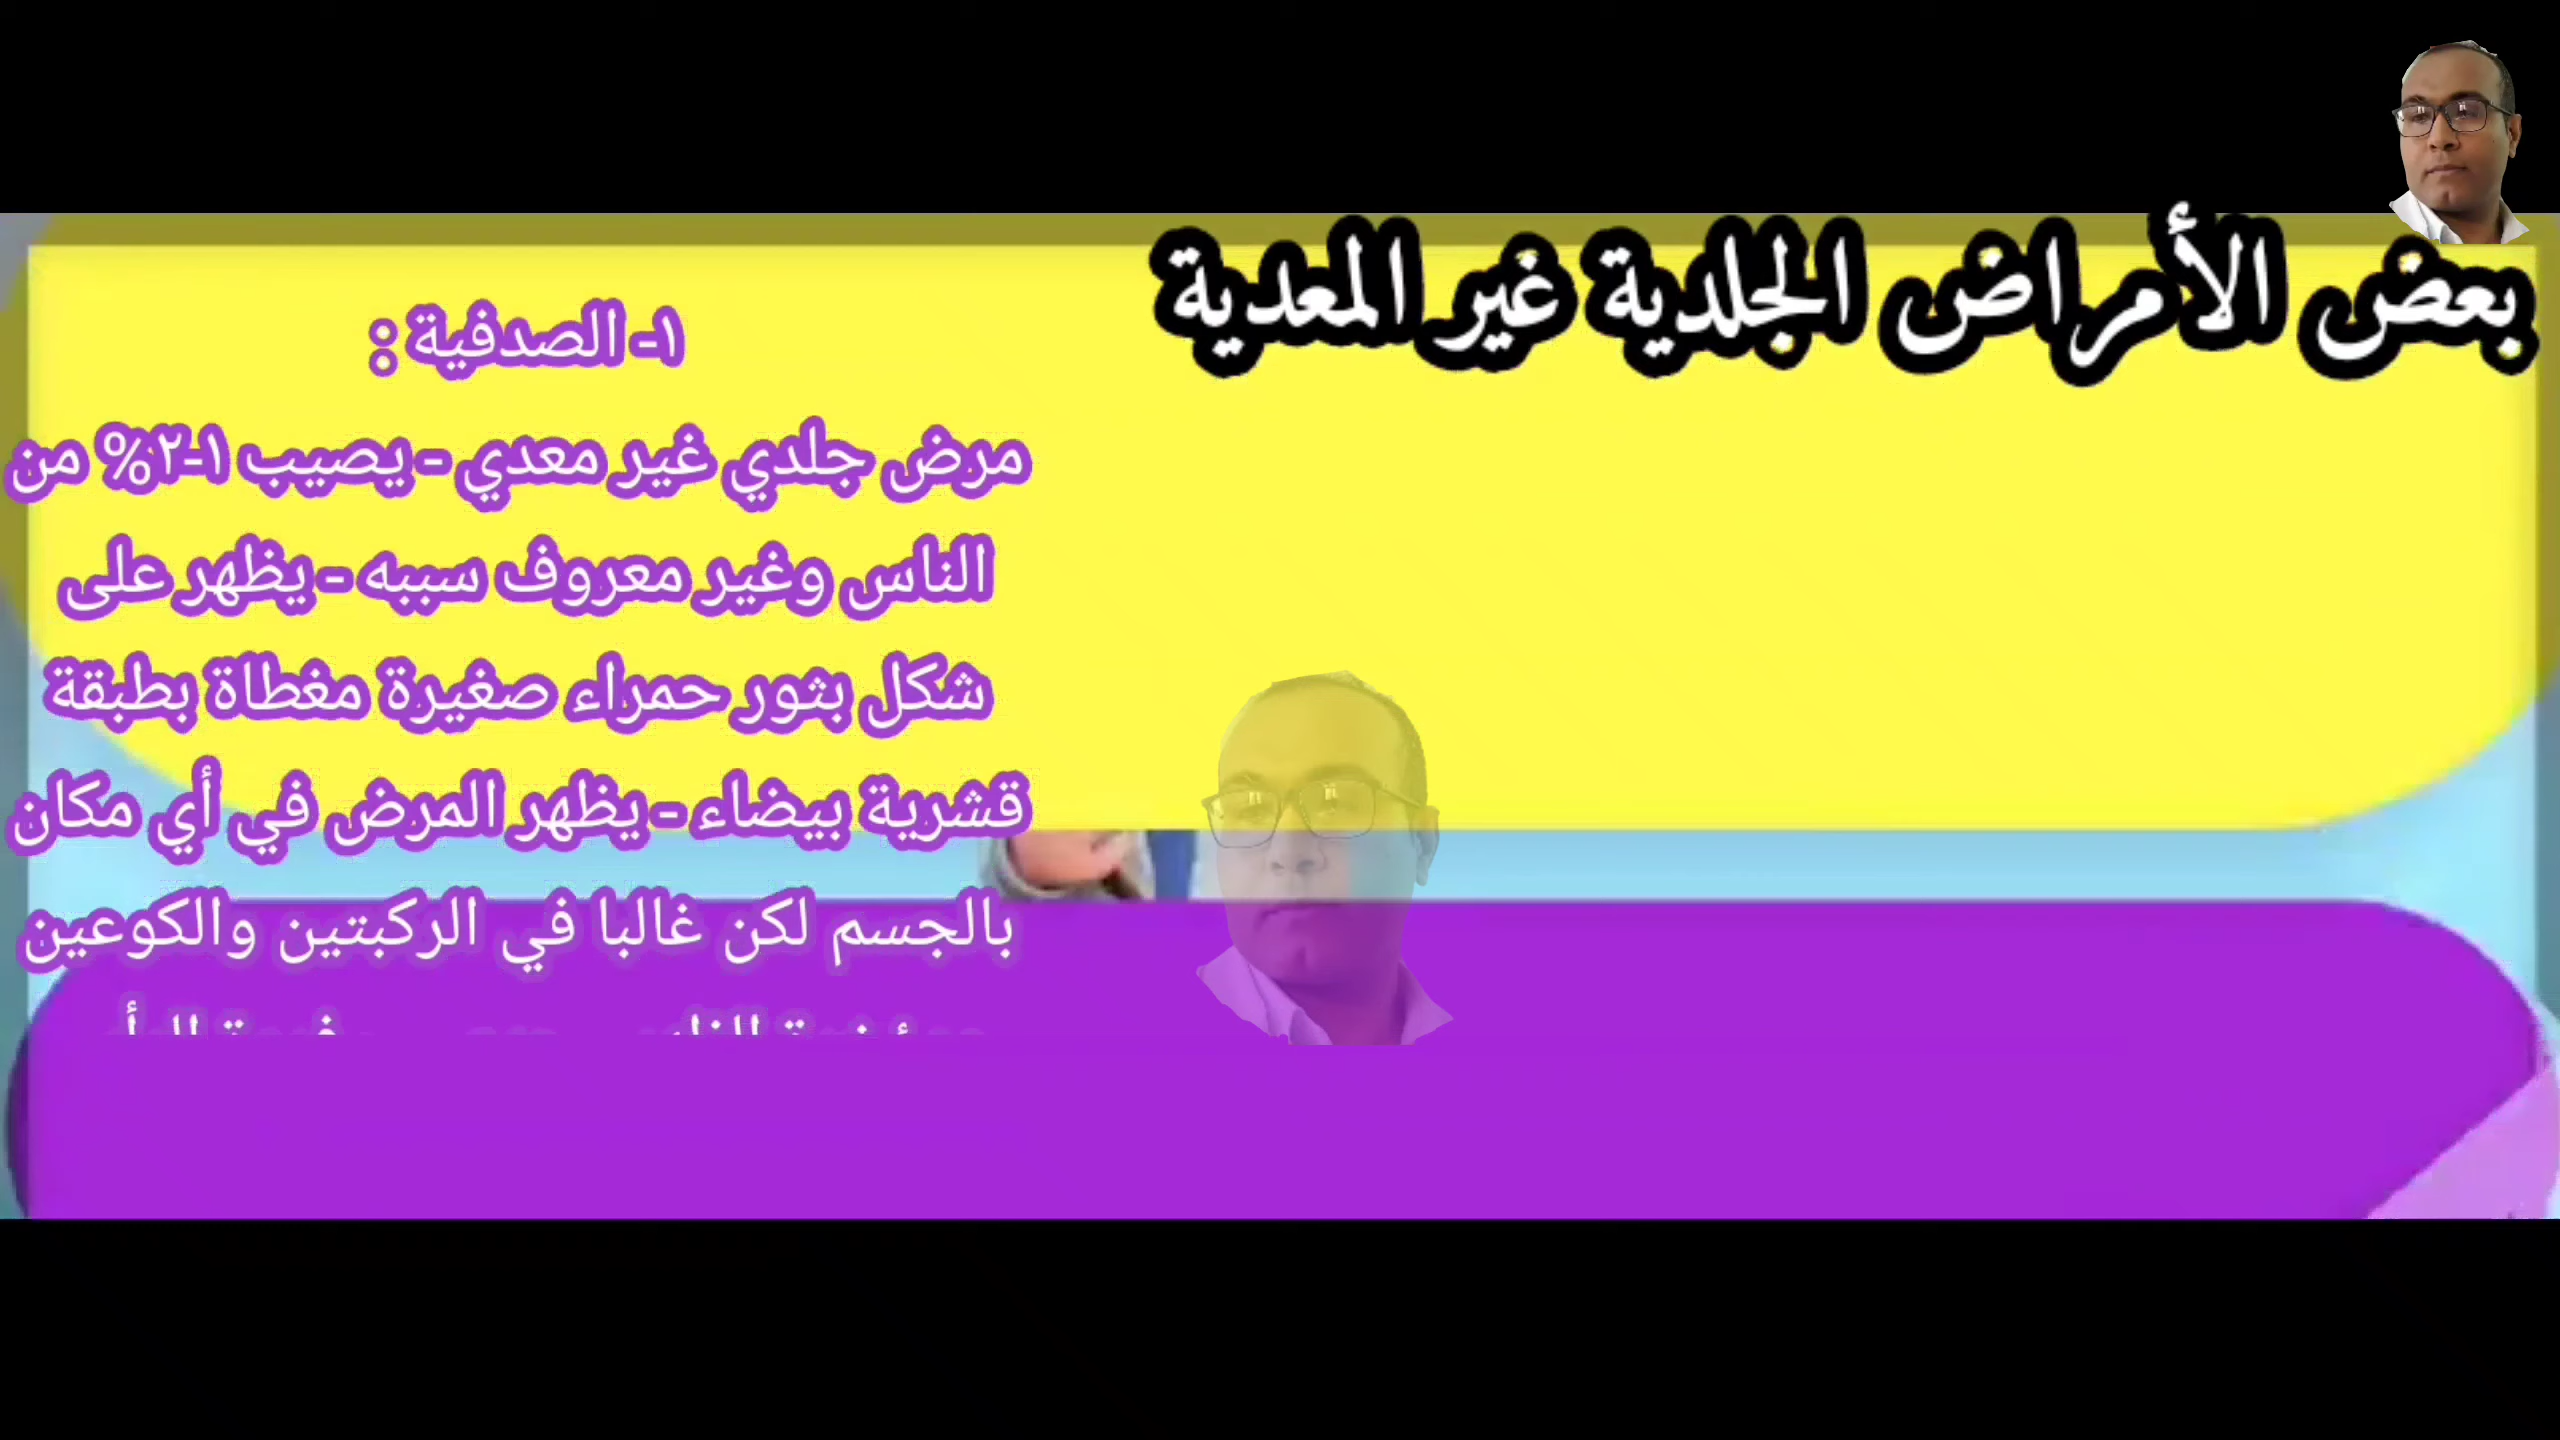 بعض الأمراض الجلدية غير المعدية
١- الصدفية :
مرض جلدي غير معدي - يصيب ١-٢% من
الناس وغير معروف سببه - يظهر على
شكل بثور حمراء صغيرة مغطاة بطبقة
قشرية بيضاء - يظهر المرض في أي مكان
بالجسم لكن غالبا في الركبتين والكوعين